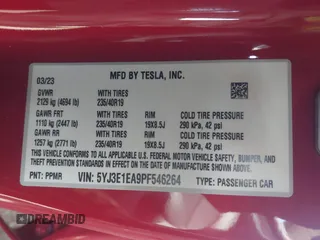 MFD BY TESLA, INC.
03/23
GVWR WITH TIRES
2129 kg (4694 lb) 235/40R19
GAWR FRT WITH TIRES RIM COLD TIRE PRESSURE
1110 kg (2447 lb) 235/40R19 19X8.5J 290 kPa, 42 psi
GAWR RR WITH TIRES RIM COLD TIRE PRESSURE
1257 kg (2771 lb) 235/40R19 19X8.5J 290 kPa, 42 psi
THIS VEHICLE CONFORMS TO ALL APPLICABLE U.S. FEDERAL MOTOR VEHICLE SAFETY, BUMPER,
AND THEFT PREVENTION STANDARDS IN EFFECT ON THE DATE OF MANUFACTURE SHOWN ABOVE.
PNT: PPMR VIN: 5YJ3E1EA9PF546264 TYPE: PASSENGER CAR
DREAMBID